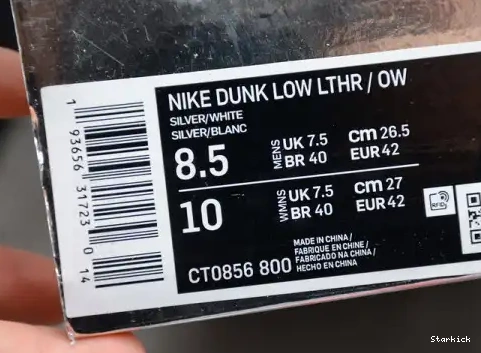 NIKE DUNK LOW LTHR / OW
SILVER/WHITE
SILVER/BLANC
8.5
MENS
UK 7.5
BR 40
cm 26.5
EUR 42
10
WMNS
UK 7.5
BR 40
cm 27
EUR 42
RFID
MADE IN CHINA /
FABRIQUE EN CHINE /
FABRICADO NA CHINA /
HECHO EN CHINA
CT0856 800
1 93656 31723 0 14
Starkick